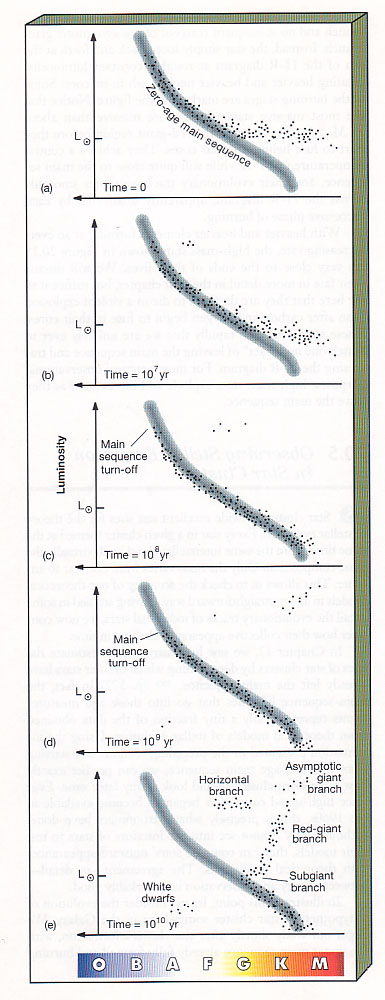 Zero-age main sequence
L⊙
(a)
Time = 0
L⊙
(b)
Time = 10⁷ yr
Luminosity
Main
sequence
turn-off
L⊙
(c)
Time = 10⁸ yr
Main
sequence
turn-off
L⊙
(d)
Time = 10⁹ yr
Horizontal
branch
Asymptotic
giant
branch
Red-giant
branch
L⊙
Subgiant
branch
White
dwarfs
(e)
Time = 10¹⁰ yr
O B A F G K M